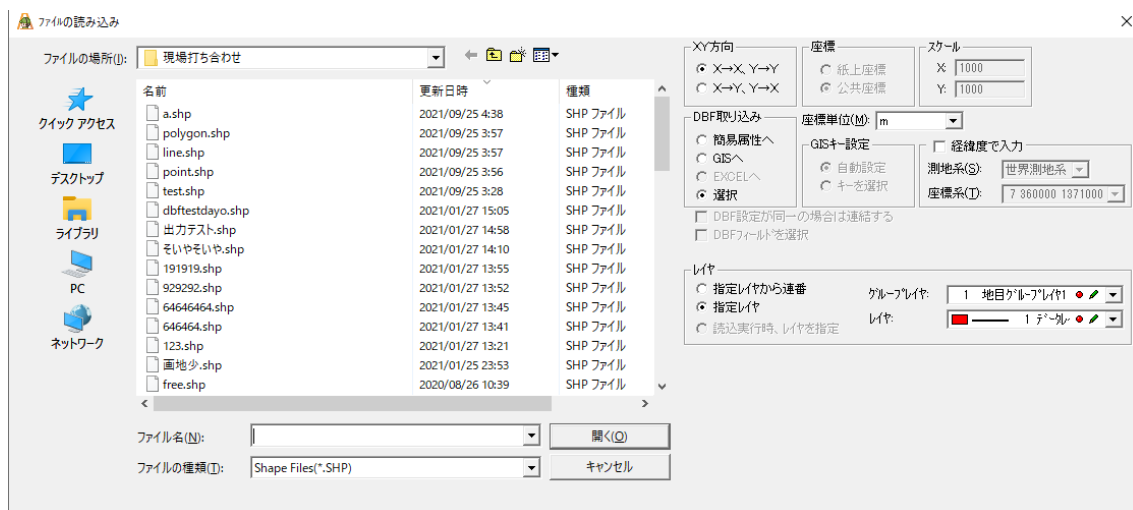 ファイルの読み込み
ファイルの場所(I):
現場打ち合わせ
クイック アクセス
デスクトップ
ライブラリ
PC
ネットワーク
名前 更新日時 種類
a.shp 2021/09/25 4:38 SHP ファイル
polygon.shp 2021/09/25 3:57 SHP ファイル
line.shp 2021/09/25 3:57 SHP ファイル
point.shp 2021/09/25 3:56 SHP ファイル
test.shp 2021/09/25 3:28 SHP ファイル
dbftestdayo.shp 2021/01/27 15:05 SHP ファイル
出力テスト.shp 2021/01/27 14:58 SHP ファイル
そいやそいや.shp 2021/01/27 14:10 SHP ファイル
191919.shp 2021/01/27 13:55 SHP ファイル
929292.shp 2021/01/27 13:52 SHP ファイル
64646464.shp 2021/01/27 13:45 SHP ファイル
646464.shp 2021/01/27 13:41 SHP ファイル
123.shp 2021/01/27 13:21 SHP ファイル
画地少.shp 2021/01/25 23:53 SHP ファイル
free.shp 2020/08/26 10:39 SHP ファイル
ファイル名(N):
開く(O)
ファイルの種類(T): Shape Files(*.SHP)
キャンセル
XY方向
X→X, Y→Y
X→Y, Y→X
座標
紙上座標
公共座標
スケール
X: 1000
Y: 1000
DBF取り込み
簡易属性へ
GISへ
EXCELへ
選択
座標単位(M): m
GISキー設定
自動設定
キーを選択
経緯度で入力
測地系(S): 世界測地系
座標系(T): 7 360000 1371000
DBF設定が同一の場合は連結する
DBFフィールドを選択
レイヤ
指定レイヤから連番
指定レイヤ
読込実行時、レイヤを指定
グループレイヤ: 1 地目グループレイヤ1
レイヤ: 1 データレ